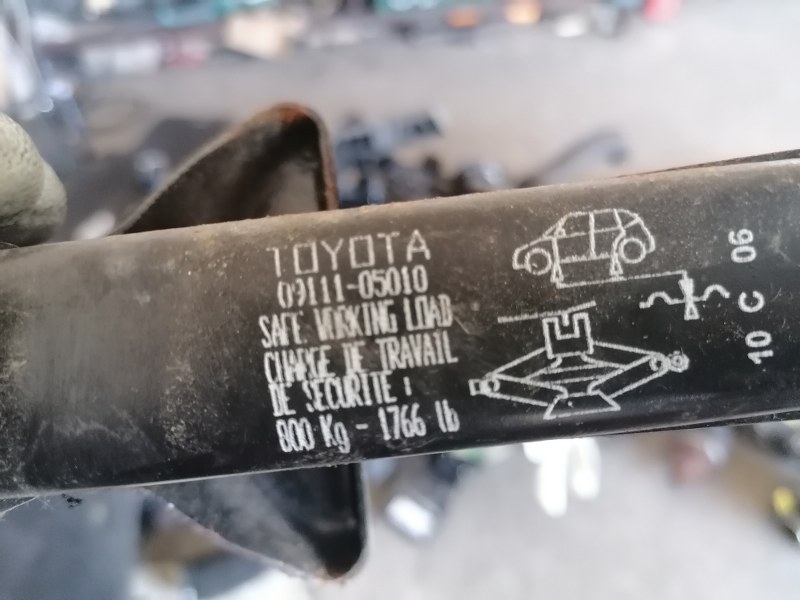 TOYOTA
09111-05010
SAFE WORKING LOAD
CHARGE DE TRAVAIL
DE SECURITE :
800 Kg - 1766 lb
10 C 06